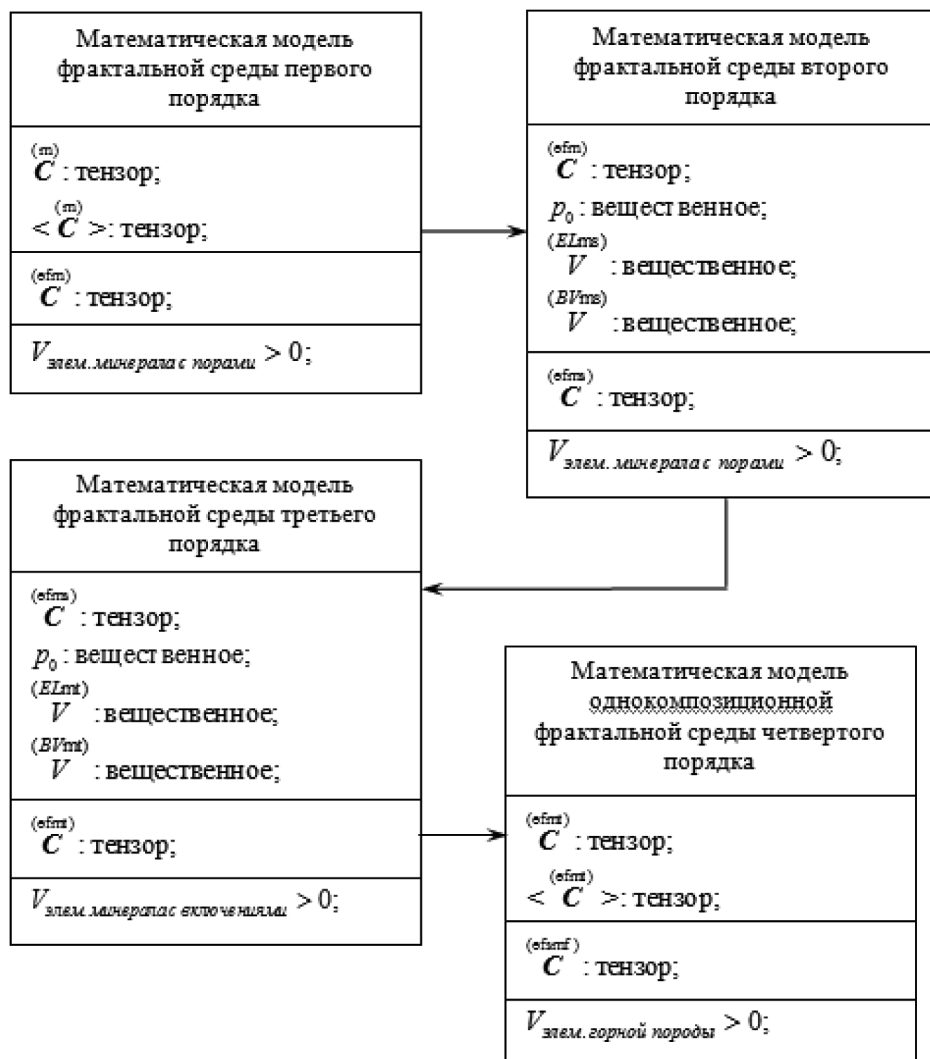 Математическая модель
фрактальной среды первого
порядка
(m)
C : тензор;
(m)
< C >: тензор;
(efm)
C : тензор;
V элем.минерала с порами > 0;
Математическая модель
фрактальной среды второго
порядка
(efm)
C : тензор;
p₀ : вещественное;
(ELms)
V : вещественное;
(BVms)
V : вещественное;
(efms)
C : тензор;
V элем.минерала с порами > 0;
Математическая модель
фрактальной среды третьего
порядка
(efms)
C : тензор;
p₀ : вещественное;
(ELmt)
V : вещественное;
(BVmt)
V : вещественное;
(efmt)
C : тензор;
V элем.минерала с включениями > 0;
Математическая модель
однокомпозиционной
фрактальной среды четвертого
порядка
(efmt)
C : тензор;
(efmt)
< C >: тензор;
(efmf)
C : тензор;
V элем.горной породы > 0;